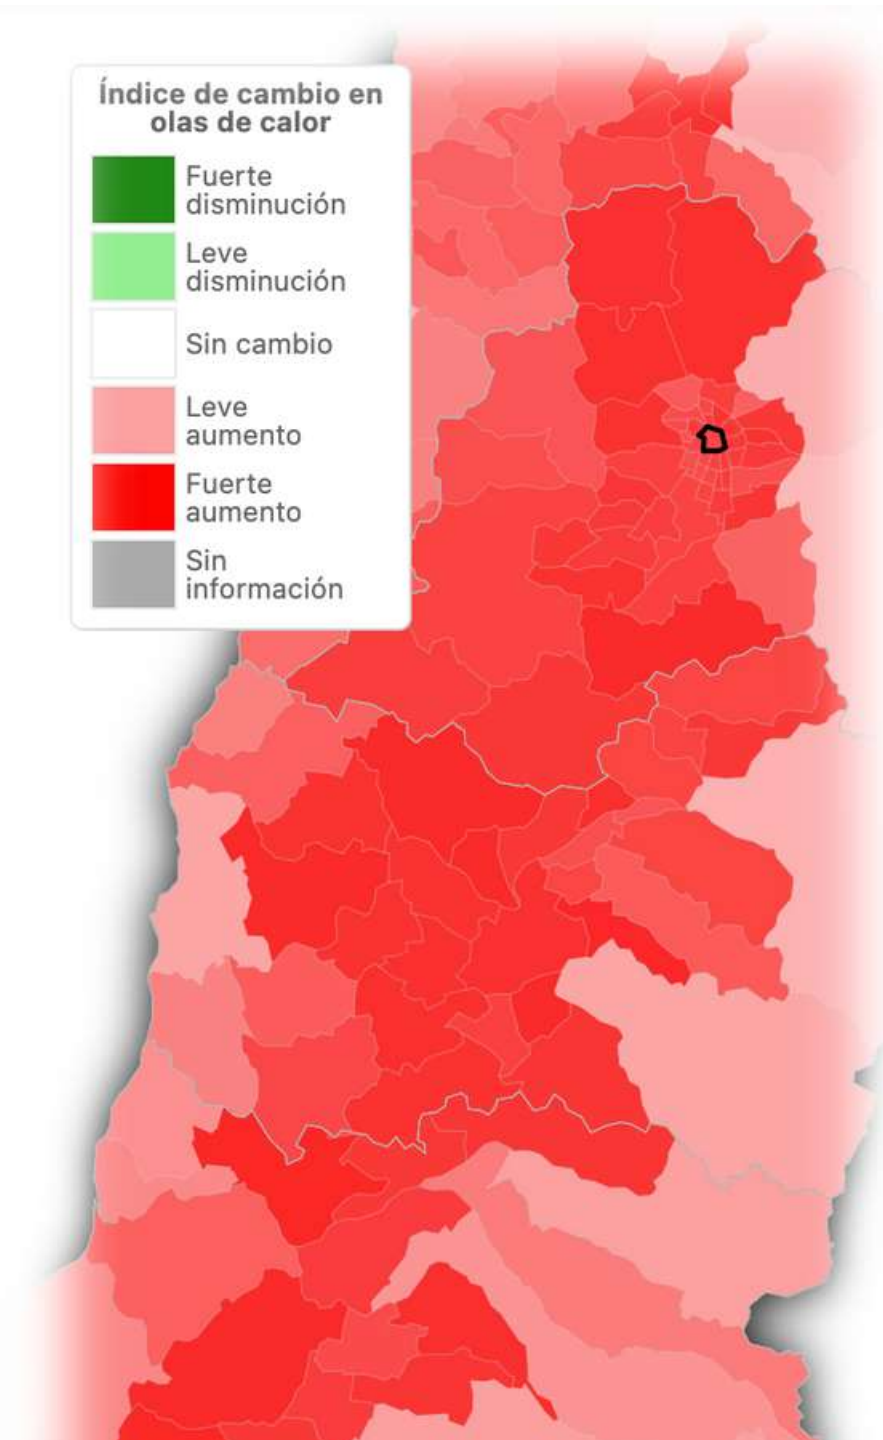 Índice de cambio en
olas de calor
Fuerte
disminución
Leve
disminución
Sin cambio
Leve
aumento
Fuerte
aumento
Sin
información